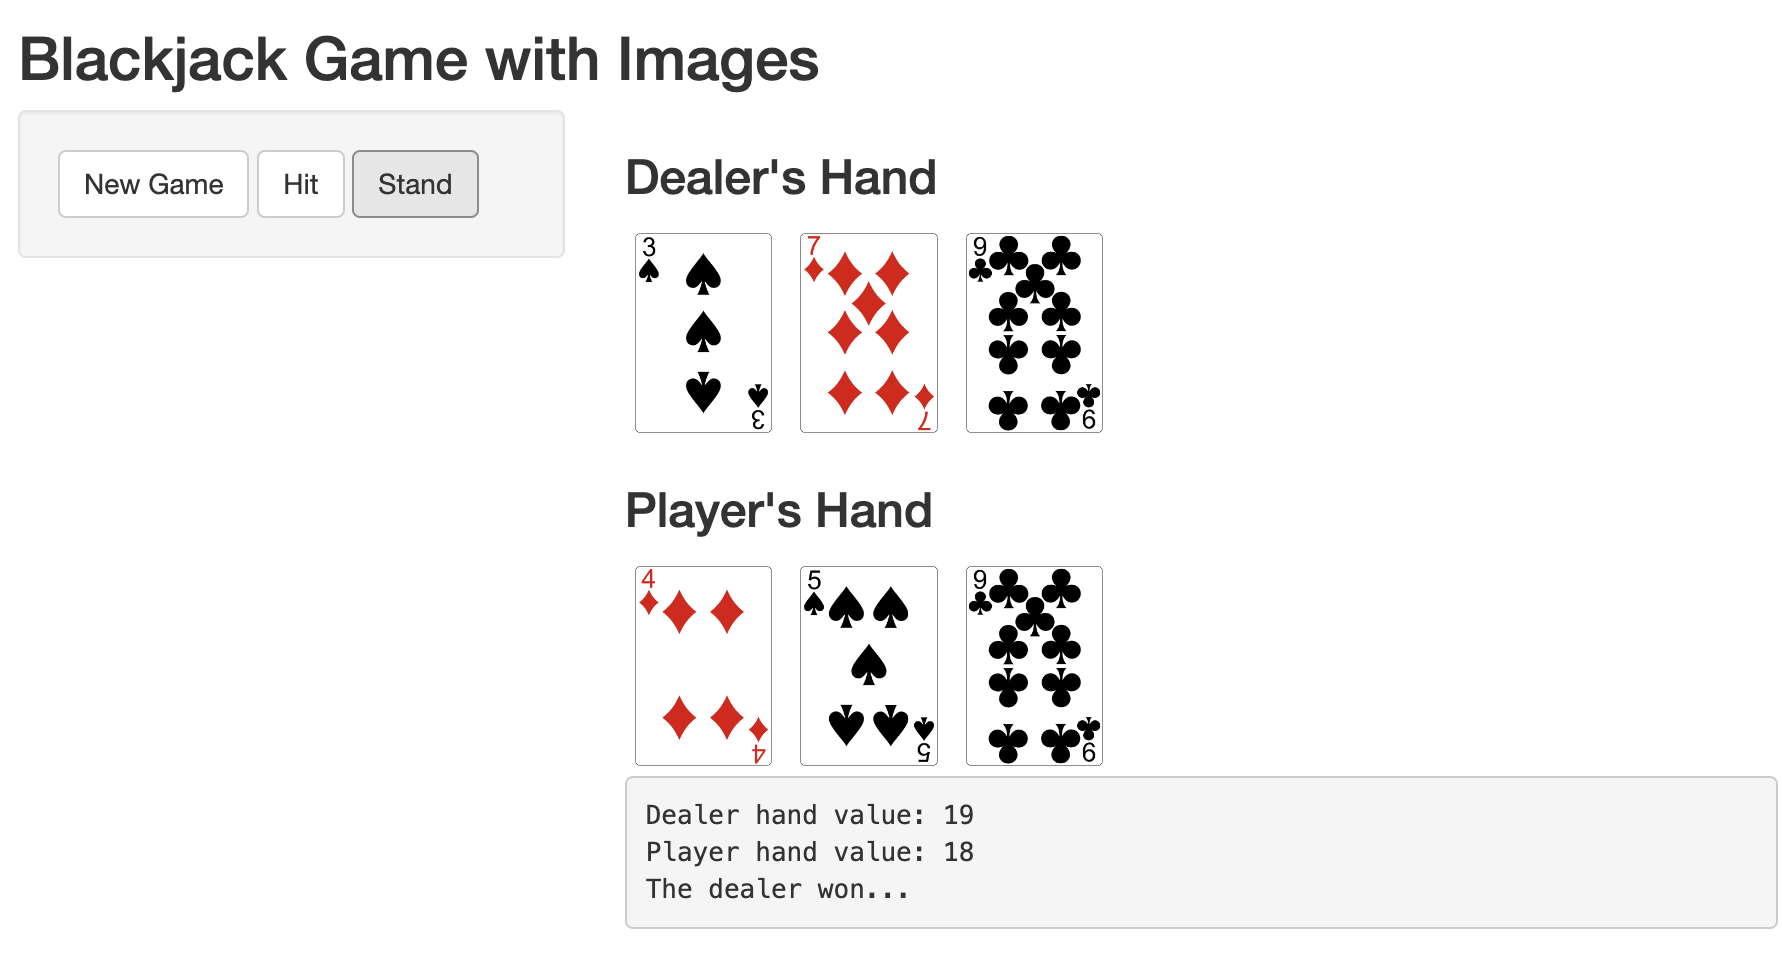 Blackjack Game with Images
New Game Hit Stand
Dealer's Hand
3 7 9
3 7 9
Player's Hand
4 5 9
4 5 9
Dealer hand value: 19
Player hand value: 18
The dealer won...